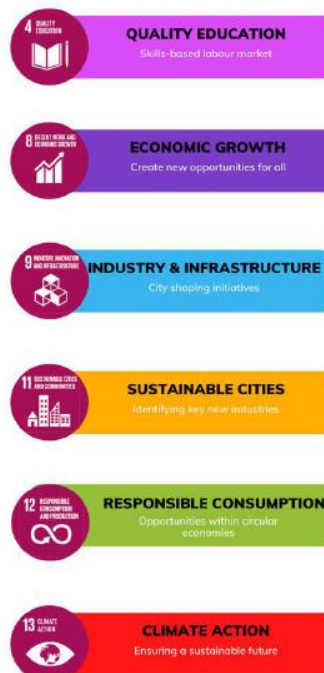 4 QUALITY
EDUCATION
QUALITY EDUCATION
Skills-based labour market
8 DECENT WORK AND
ECONOMIC GROWTH
ECONOMIC GROWTH
Create new opportunities for all
9 INDUSTRY, INNOVATION
AND INFRASTRUCTURE
INDUSTRY & INFRASTRUCTURE
City shaping initiatives
11 SUSTAINABLE CITIES
AND COMMUNITIES
SUSTAINABLE CITIES
Identifying key new industries
12 RESPONSIBLE
CONSUMPTION
AND PRODUCTION
RESPONSIBLE CONSUMPTION
Opportunities within circular
economies
13 CLIMATE
ACTION
CLIMATE ACTION
Ensuring a sustainable future